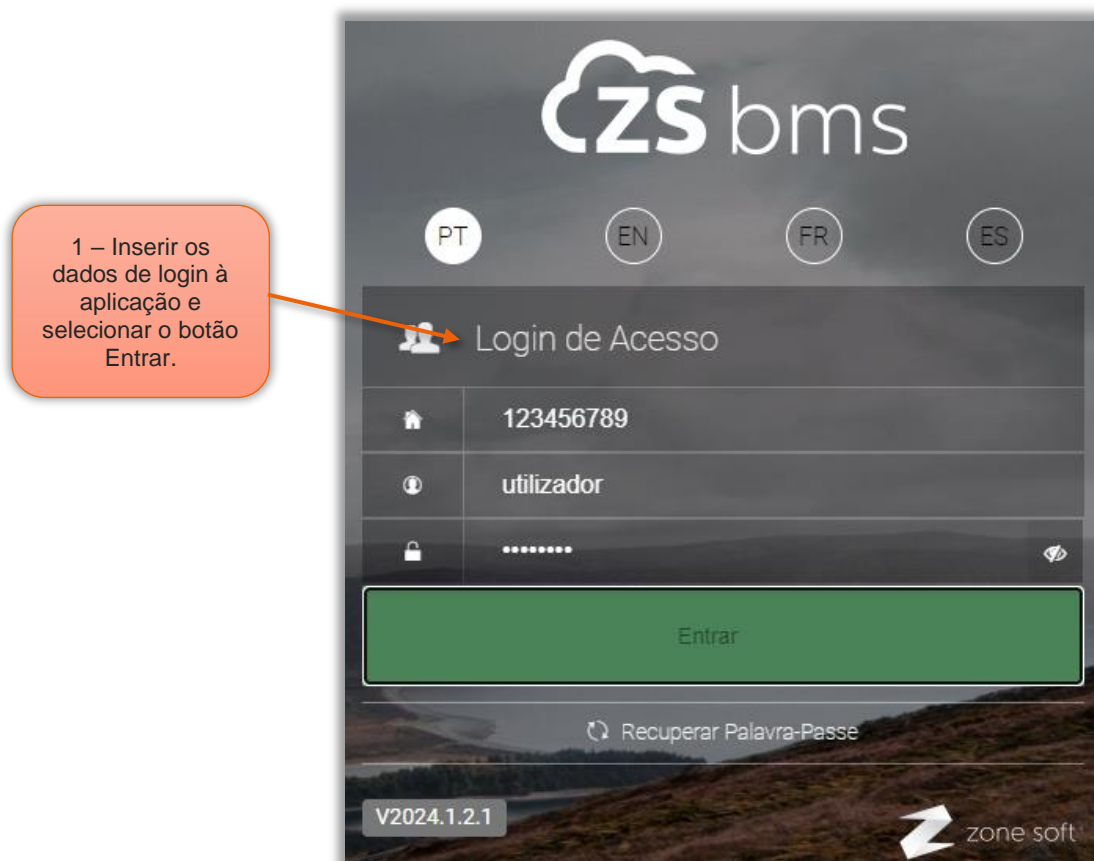 ZS bms
PT
EN
FR
ES
1 – Inserir os
dados de login à
aplicação e
selecionar o botão
Entrar.
Login de Acesso
123456789
utilizador
••••••••
Entrar
Recuperar Palavra-Passe
V2024.1.2.1
zone soft